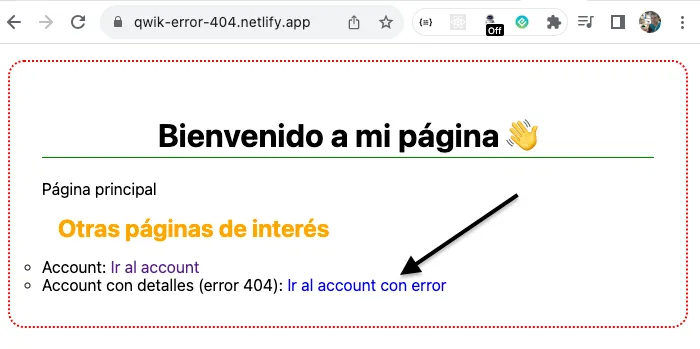 qwik-error-404.netlify.app
Off
Bienvenido a mi página 👋
Página principal
Otras páginas de interés
Account: Ir al account
Account con detalles (error 404): Ir al account con error